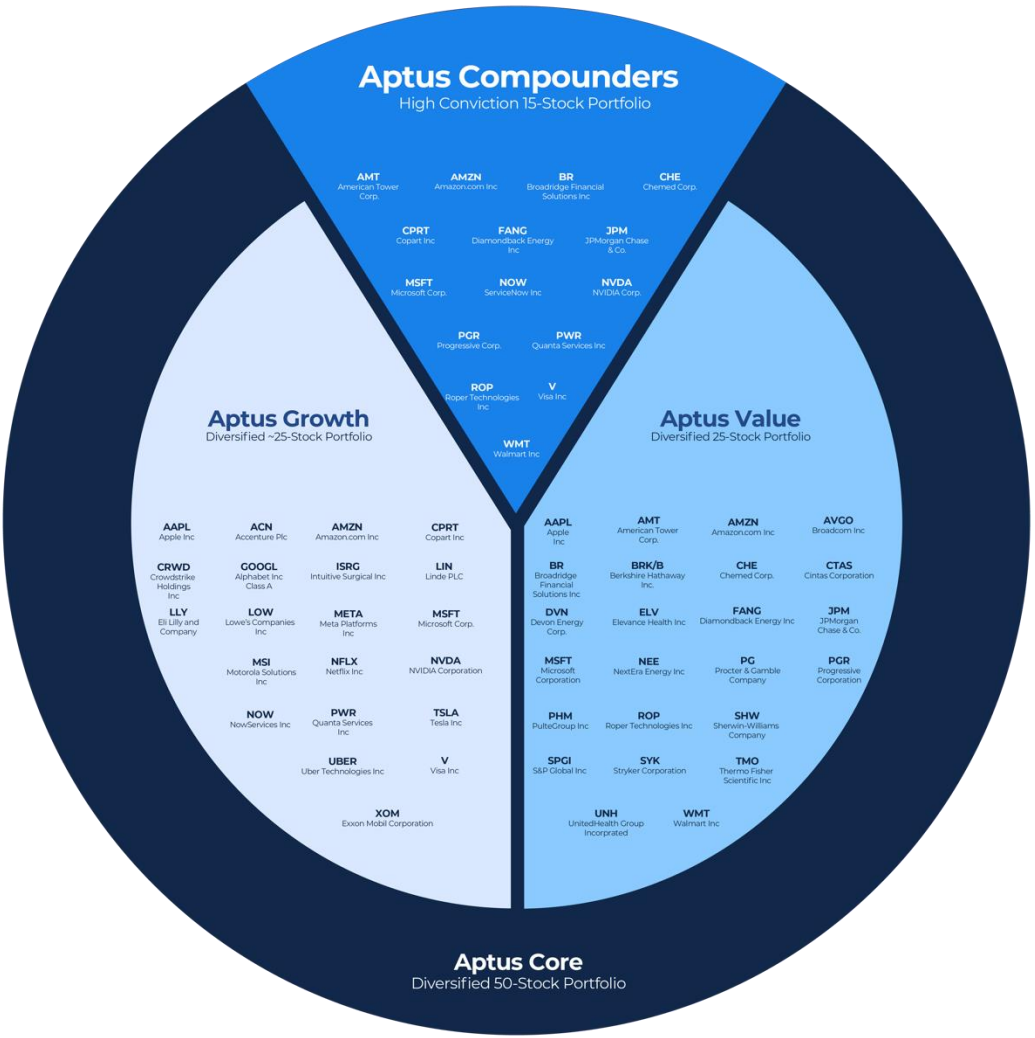 Aptus Compounders
High Conviction 15-Stock Portfolio
AMT
American Tower
Corp.
AMZN
Amazon.com Inc
BR
Broadridge Financial
Solutions Inc
CHE
Chemed Corp.
CPRT
Copart Inc
FANG
Diamondback Energy
Inc
JPM
JPMorgan Chase
& Co.
MSFT
Microsoft Corp.
NOW
ServiceNow Inc
NVDA
NVIDIA Corp.
PGR
Progressive Corp.
PWR
Quanta Services Inc
ROP
Roper Technologies
Inc
V
Visa Inc
WMT
Walmart Inc
Aptus Growth
Diversified ~25-Stock Portfolio
AAPL
Apple Inc
ACN
Accenture Plc
AMZN
Amazon.com Inc
CPRT
Copart Inc
CRWD
Crowdstrike
Holdings
Inc
GOOGL
Alphabet Inc
Class A
ISRG
Intuitive Surgical Inc
LIN
Linde PLC
LLY
Eli Lilly and
Company
LOW
Lowe's Companies
Inc
META
Meta Platforms
Inc
MSFT
Microsoft Corp.
MSI
Motorola Solutions
Inc
NFLX
Netflix Inc
NVDA
NVIDIA Corporation
NOW
NowServices Inc
PWR
Quanta Services
Inc
TSLA
Tesla Inc
UBER
Uber Technologies Inc
V
Visa Inc
XOM
Exxon Mobil Corporation
Aptus Value
Diversified 25-Stock Portfolio
AAPL
Apple
Inc
AMT
American Tower
Corp.
AMZN
Amazon.com Inc
AVGO
Broadcom Inc
BR
Broadridge
Financial
Solutions Inc
BRK/B
Berkshire Hathaway
Inc.
CHE
Chemed Corp.
CTAS
Cintas Corporation
DVN
Devon Energy
Corp.
ELV
Elevance Health Inc
FANG
Diamondback Energy Inc
JPM
JPMorgan
Chase & Co.
MSFT
Microsoft
Corporation
NEE
NextEra Energy Inc
PG
Procter & Gamble
Company
PGR
Progressive
Corporation
PHM
PulteGroup Inc
ROP
Roper Technologies Inc
SHW
Sherwin-Williams
Company
SPGI
S&P Global Inc
SYK
Stryker Corporation
TMO
Thermo Fisher
Scientific Inc
UNH
UnitedHealth Group
Incorprated
WMT
Walmart Inc
Aptus Core
Diversified 50-Stock Portfolio